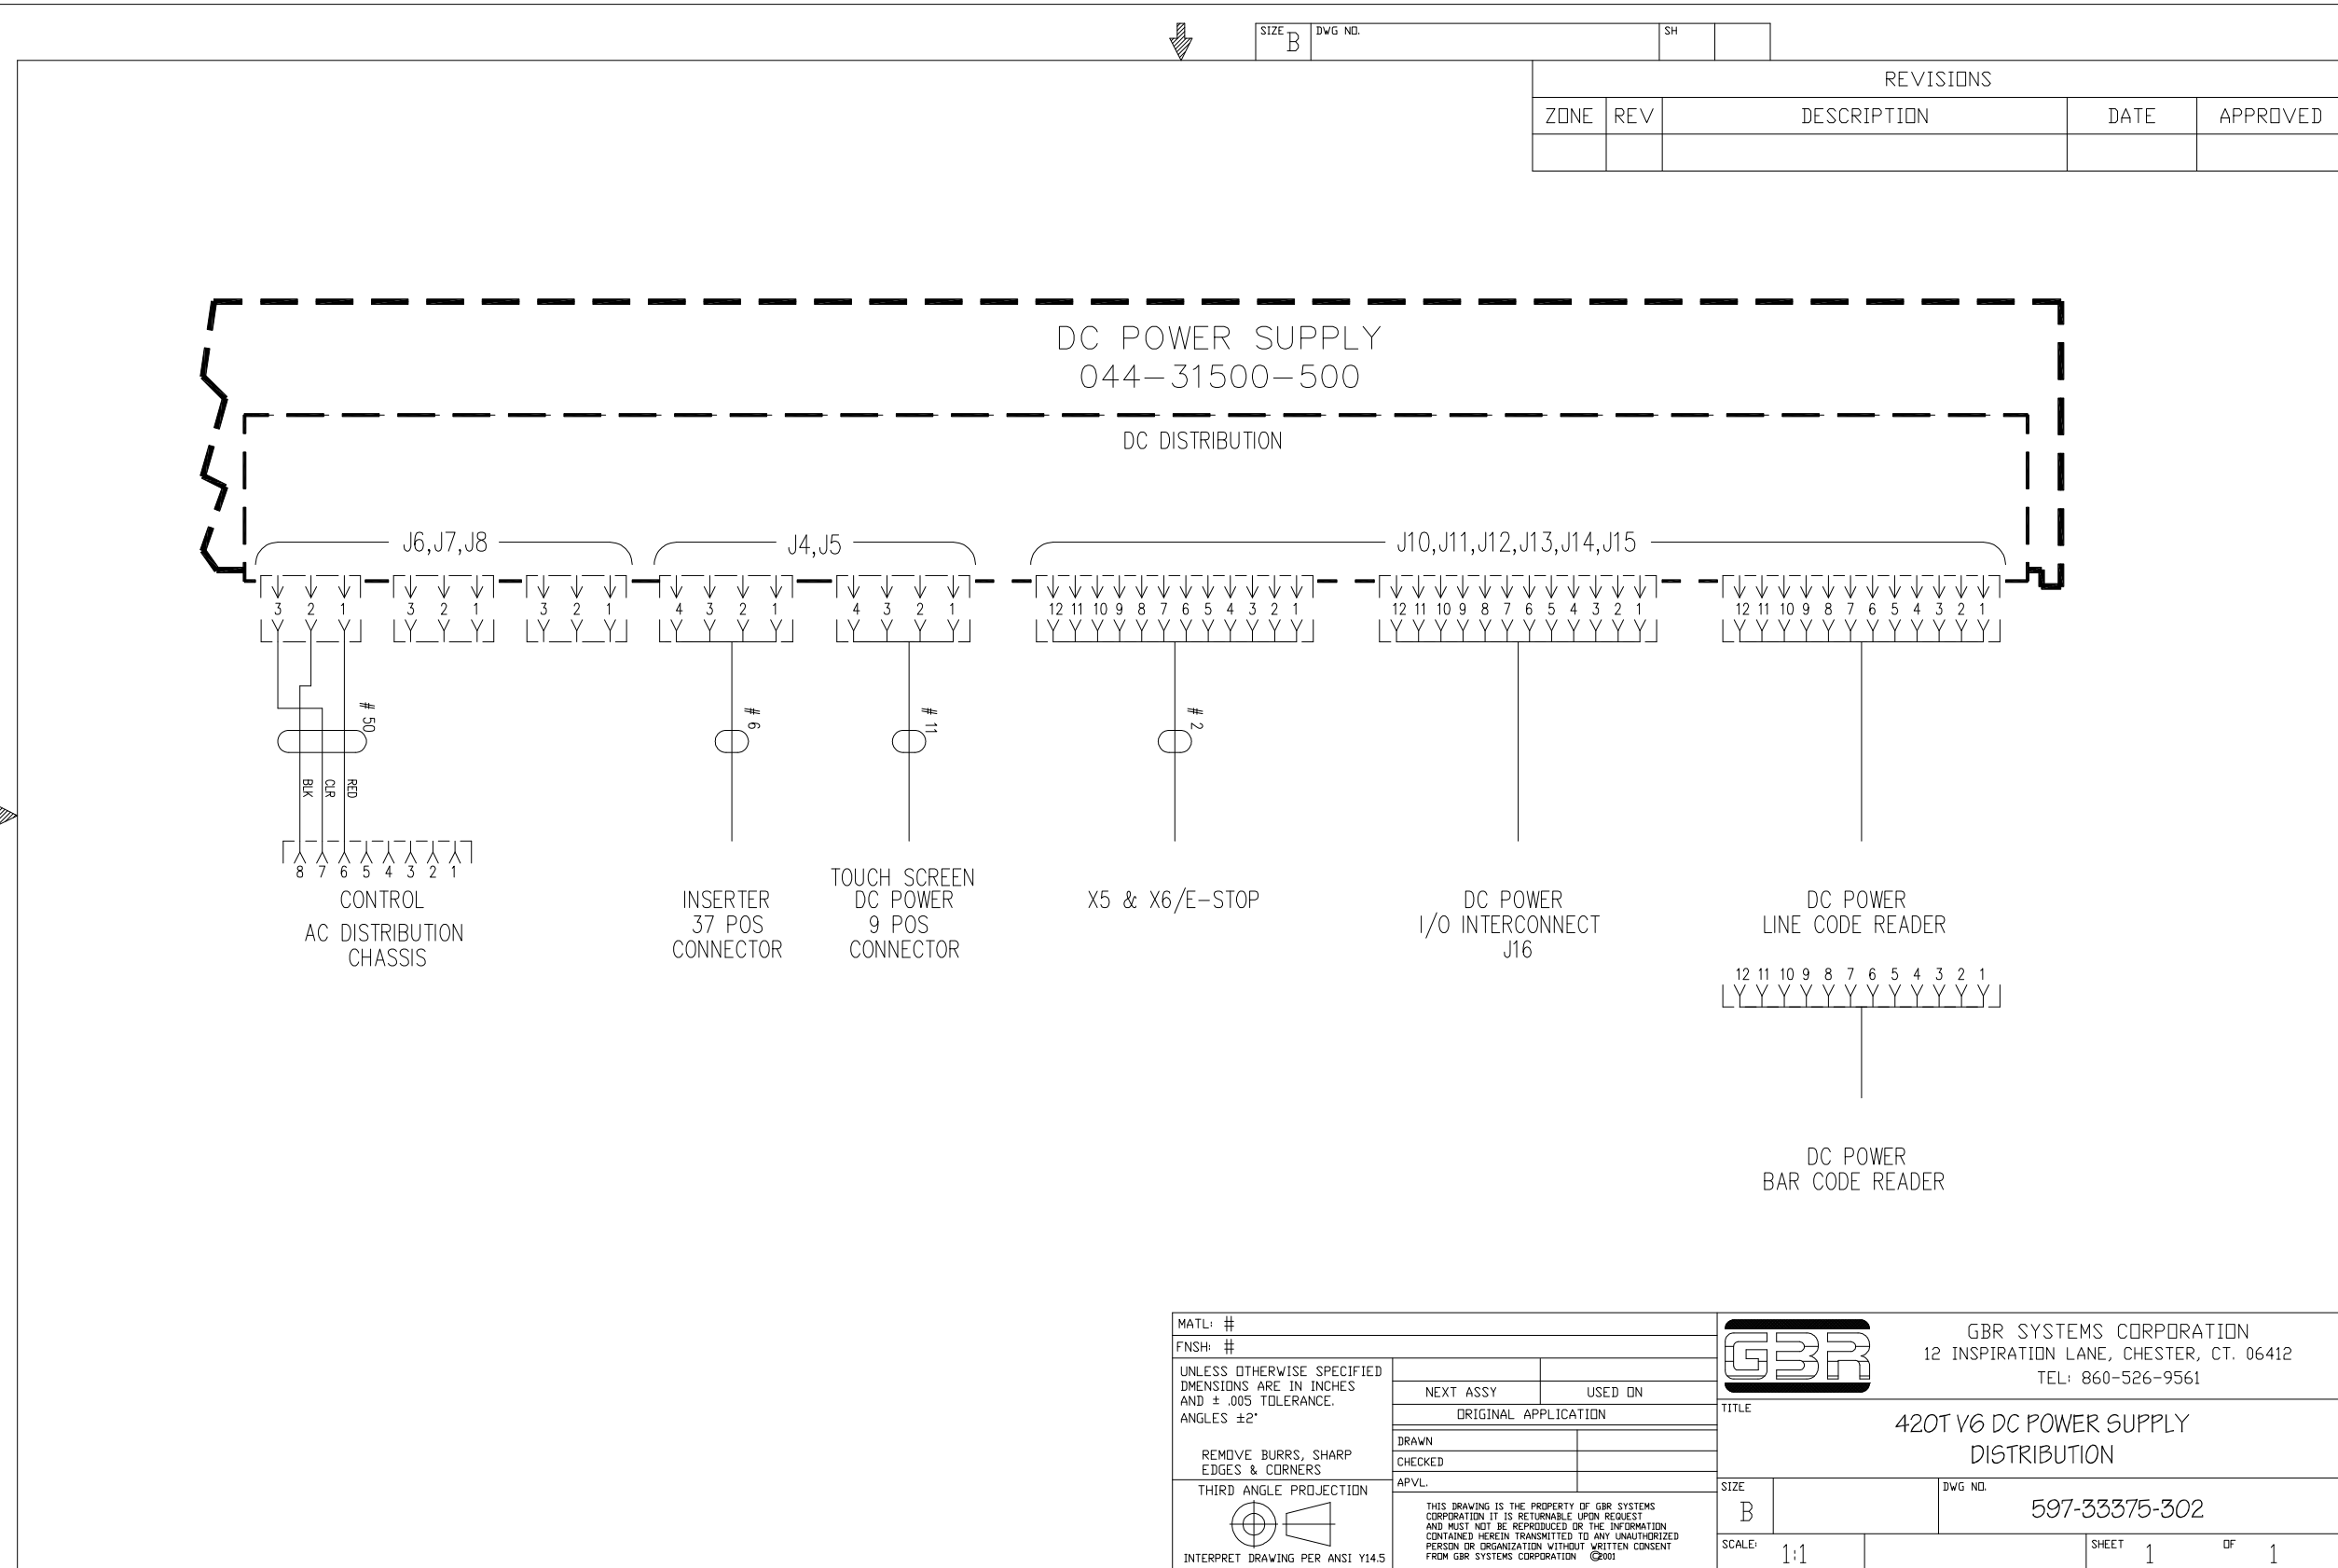 SIZE B DWG NO. SH
REVISIONS
ZONE REV DESCRIPTION DATE APPROVED
DC POWER SUPPLY
044-31500-500
DC DISTRIBUTION
J6,J7,J8 J4,J5 J10,J11,J12,J13,J14,J15
3 2 1 3 2 1 3 2 1 4 3 2 1 4 3 2 1 12 11 10 9 8 7 6 5 4 3 2 1 12 11 10 9 8 7 6 5 4 3 2 1 12 11 10 9 8 7 6 5 4 3 2 1
# 50 # 6 # 11 # 2
BLK CLR RED
8 7 6 5 4 3 2 1
CONTROL
AC DISTRIBUTION
CHASSIS
INSERTER
37 POS
CONNECTOR
TOUCH SCREEN
DC POWER
9 POS
CONNECTOR
X5 & X6/E-STOP
DC POWER
I/O INTERCONNECT
J16
DC POWER
LINE CODE READER
12 11 10 9 8 7 6 5 4 3 2 1
DC POWER
BAR CODE READER
MATL: #
FNSH: #
UNLESS OTHERWISE SPECIFIED
DMENSIONS ARE IN INCHES
AND ± .005 TOLERANCE.
ANGLES ±2°
REMOVE BURRS, SHARP
EDGES & CORNERS
THIRD ANGLE PROJECTION
INTERPRET DRAWING PER ANSI Y14.5
NEXT ASSY USED ON
ORIGINAL APPLICATION
DRAWN
CHECKED
APVL.
THIS DRAWING IS THE PROPERTY OF GBR SYSTEMS
CORPORATION IT IS RETURNABLE UPON REQUEST
AND MUST NOT BE REPRODUCED OR THE INFORMATION
CONTAINED HEREIN TRANSMITTED TO ANY UNAUTHORIZED
PERSON OR ORGANIZATION WITHOUT WRITTEN CONSENT
FROM GBR SYSTEMS CORPORATION ©2001
GBR
GBR SYSTEMS CORPORATION
12 INSPIRATION LANE, CHESTER, CT. 06412
TEL: 860-526-9561
TITLE
420T V6 DC POWER SUPPLY
DISTRIBUTION
SIZE B DWG NO. 597-33375-302
SCALE: 1:1 SHEET 1 OF 1